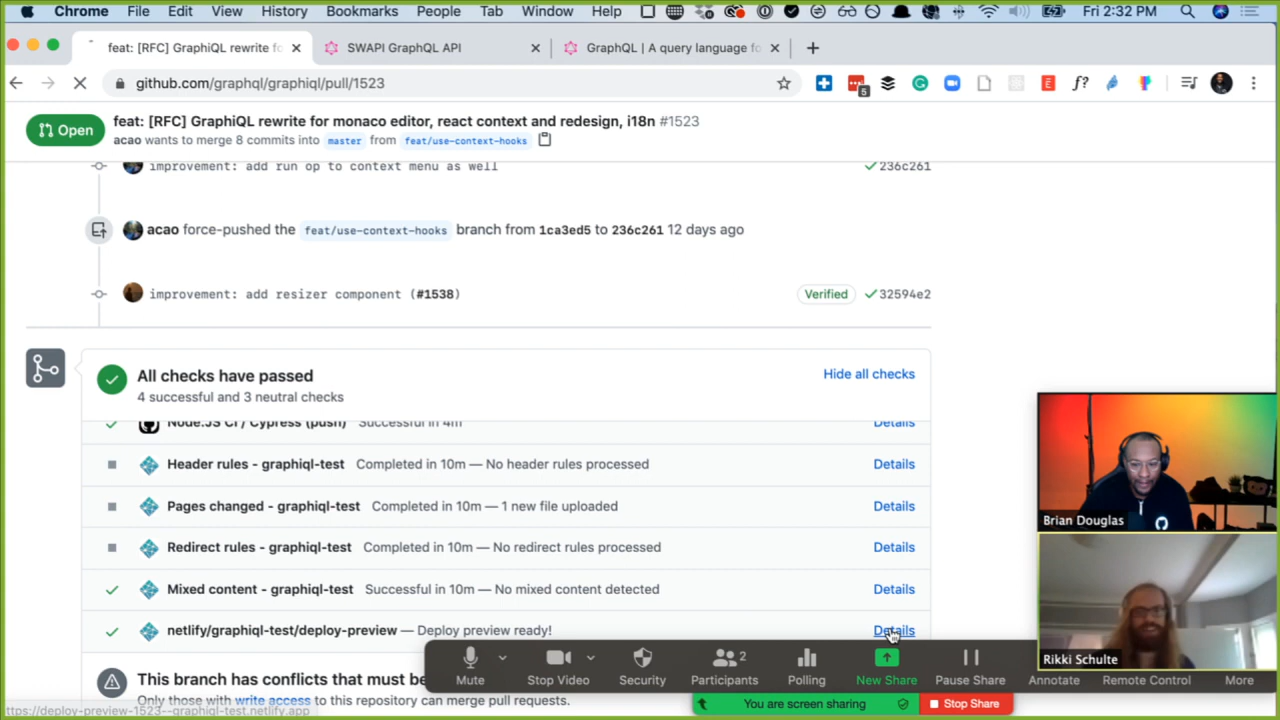 Chrome File Edit View History Bookmarks People Tab Window Help Fri 2:32 PM
feat: [RFC] GraphiQL rewrite fo
SWAPI GraphQL API
GraphQL | A query language fo
github.com/graphql/graphiql/pull/1523
5
f?
Open
feat: [RFC] GraphiQL rewrite for monaco editor, react context and redesign, i18n #1523
acao wants to merge 8 commits into master from feat/use-context-hooks
improvement: add run op to context menu as well 236c261
acao force-pushed the feat/use-context-hooks branch from 1ca3ed5 to 236c261 12 days ago
improvement: add resizer component (#1538) Verified 32594e2
All checks have passed Hide all checks
4 successful and 3 neutral checks
Node.JS CI / Cypress (push) Successful in 4m Details
Header rules - graphiql-test Completed in 10m — No header rules processed Details
Pages changed - graphiql-test Completed in 10m — 1 new file uploaded Details
Redirect rules - graphiql-test Completed in 10m — No redirect rules processed Details
Mixed content - graphiql-test Successful in 10m — No mixed content detected Details
netlify/graphiql-test/deploy-preview — Deploy preview ready! Details
Brian Douglas
Rikki Schulte
This branch has conflicts that must be
Only those with write access to this repository can merge pull requests.
ttps://deploy-preview-1523--graphiql-test.netlify.app
2
Mute Stop Video Security Participants Polling New Share Pause Share Annotate Remote Control More
You are screen sharing Stop Share